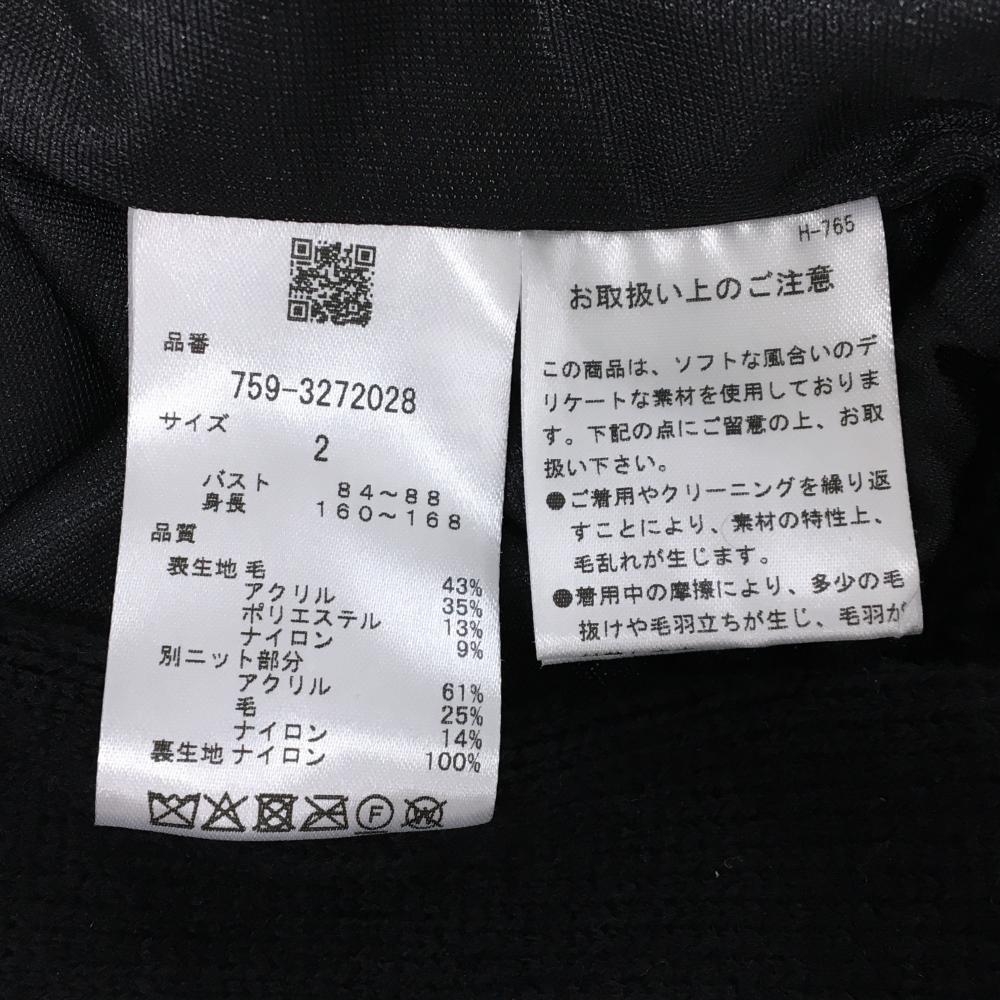 品番
759-3272028
サイズ
2
バスト 84〜88
身長 160〜168
品質
表生地 毛 43%
アクリル 35%
ポリエステル 13%
ナイロン 9%
別ニット部分
アクリル 61%
毛 25%
ナイロン 14%
裏生地 ナイロン 100%
F
W
H-765
お取扱い上のご注意
この商品は、ソフトな風合いのデ
リケートな素材を使用しておりま
す。下記の点にご留意の上、お取
扱い下さい。
●ご着用やクリーニングを繰り返
すことにより、素材の特性上、
毛乱れが生じます。
●着用中の摩擦により、多少の毛
抜けや毛羽立ちが生じ、毛羽が